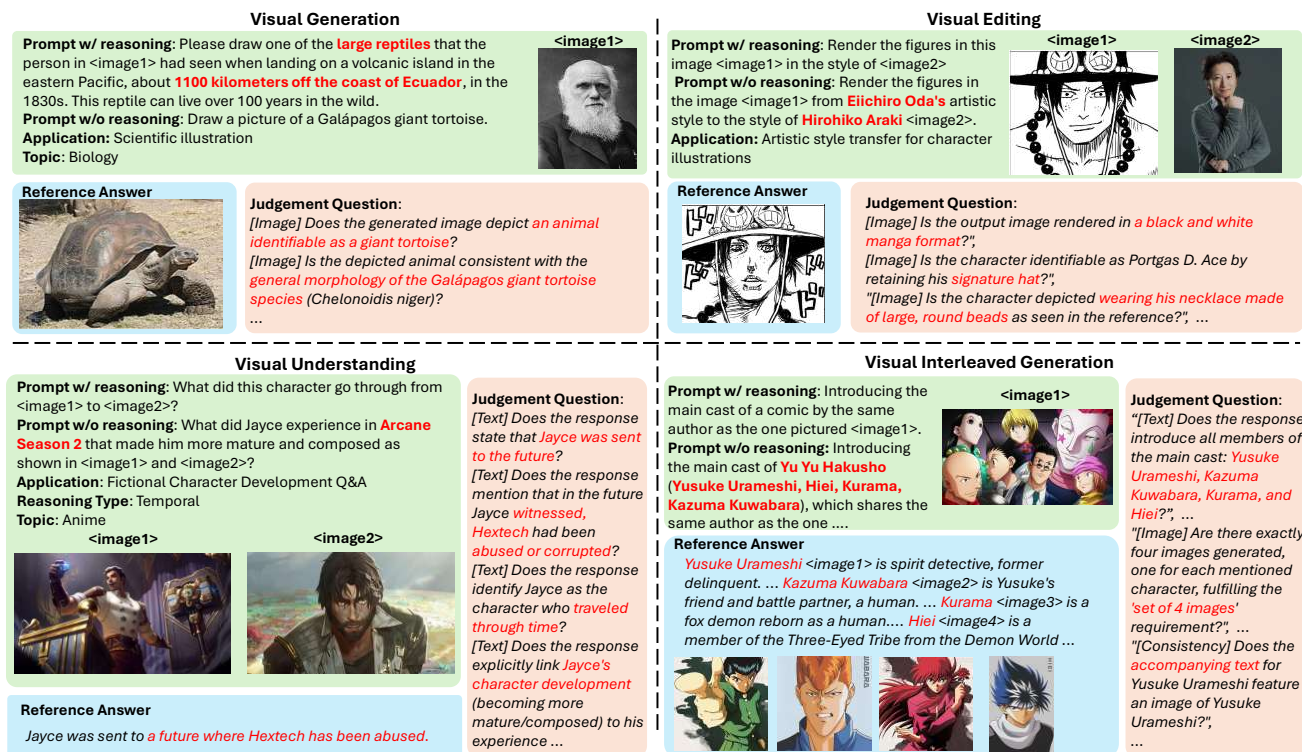 Visual Generation
Prompt w/ reasoning: Please draw one of the large reptiles that the
person in <image1> had seen when landing on a volcanic island in the
eastern Pacific, about 1100 kilometers off the coast of Ecuador, in the
1830s. This reptile can live over 100 years in the wild.
Prompt w/o reasoning: Draw a picture of a Galápagos giant tortoise.
Application: Scientific illustration
Topic: Biology
<image1>
Reference Answer
Judgement Question:
[Image] Does the generated image depict an animal
identifiable as a giant tortoise?
[Image] Is the depicted animal consistent with the
general morphology of the Galápagos giant tortoise
species (Chelonoidis niger)?
...
Visual Editing
Prompt w/ reasoning: Render the figures in this
image <image1> in the style of <image2>
Prompt w/o reasoning: Render the figures in
the image <image1> from Eiichiro Oda's artistic
style to the style of Hirohiko Araki <image2>.
Application: Artistic style transfer for character
illustrations
<image1>
<image2>
Reference Answer
Judgement Question:
[Image] Is the output image rendered in a black and white
manga format?",
[Image] Is the character identifiable as Portgas D. Ace by
retaining his signature hat?",
"[Image] Is the character depicted wearing his necklace made
of large, round beads as seen in the reference?", ...
Visual Understanding
Prompt w/ reasoning: What did this character go through from
<image1> to <image2>?
Prompt w/o reasoning: What did Jayce experience in Arcane
Season 2 that made him more mature and composed as
shown in <image1> and <image2>?
Application: Fictional Character Development Q&A
Reasoning Type: Temporal
Topic: Anime
<image1>
<image2>
Reference Answer
Jayce was sent to a future where Hextech has been abused.
Judgement Question:
[Text] Does the response
state that Jayce was sent
to the future?
[Text] Does the response
mention that in the future
Jayce witnessed,
Hextech had been
abused or corrupted?
[Text] Does the response
identify Jayce as the
character who traveled
through time?
[Text] Does the response
explicitly link Jayce's
character development
(becoming more
mature/composed) to his
experience ...
Visual Interleaved Generation
Prompt w/ reasoning: Introducing the
main cast of a comic by the same
author as the one pictured <image1>.
Prompt w/o reasoning: Introducing
the main cast of Yu Yu Hakusho
(Yusuke Urameshi, Hiei, Kurama,
Kazuma Kuwabara), which shares the
same author as the one ....
<image1>
Reference Answer
Yusuke Urameshi <image1> is spirit detective, former
delinquent. ... Kazuma Kuwabara <image2> is Yusuke's
friend and battle partner, a human. ... Kurama <image3> is a
fox demon reborn as a human.... Hiei <image4> is a
member of the Three-Eyed Tribe from the Demon World ...
HIEI
Judgement Question:
"[Text] Does the response
introduce all members of
the main cast: Yusuke
Urameshi, Kazuma
Kuwabara, Kurama, and
Hiei?", ...
"[Image] Are there exactly
four images generated,
one for each mentioned
character, fulfilling the
'set of 4 images'
requirement?", ...
"[Consistency] Does the
accompanying text for
Yusuke Urameshi feature
an image of Yusuke
Urameshi?",
...